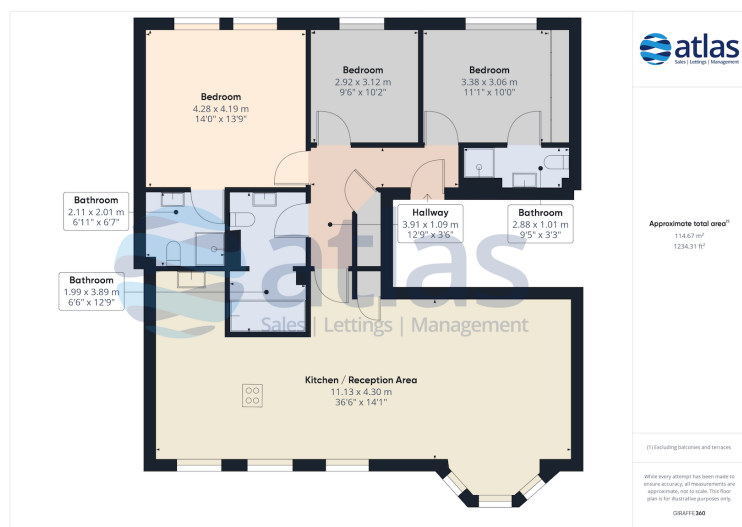 Bedroom
4.28 x 4.19 m
14'0" x 13'9"
Bedroom
2.92 x 3.12 m
9'6" x 10'2"
Bedroom
3.38 x 3.06 m
11'1" x 10'0"
Bathroom
2.11 x 2.01 m
6'11" x 6'7"
Hallway
3.91 x 1.09 m
12'9" x 3'6"
Bathroom
2.88 x 1.01 m
9'5" x 3'3"
Bathroom
1.99 x 3.89 m
6'6" x 12'9"
atlas
Sales | Lettings | Management
Kitchen / Reception Area
11.13 x 4.30 m
36'6" x 14'1"
atlas
Sales | Lettings | Management
Approximate total area(1)
114.67 m²
1234.31 ft²
(1) Excluding balconies and terraces
While every attempt has been made to
ensure accuracy, all measurements are
approximate, not to scale. This floor
plan is for illustrative purposes only.
GIRAFFE360